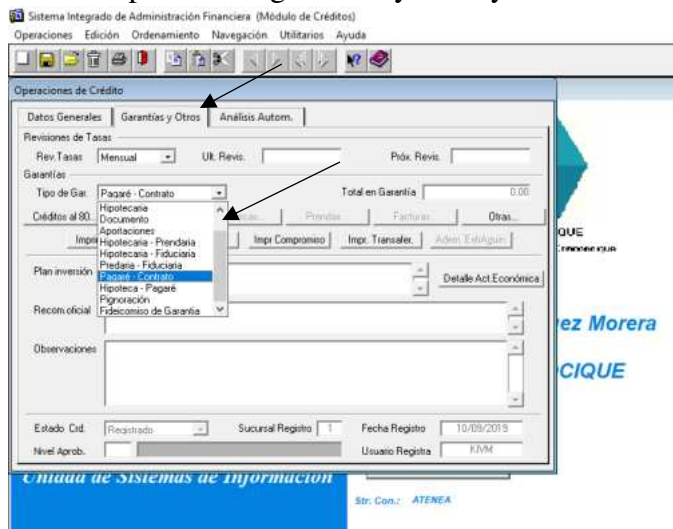 Sistema Integrado de Administración Financiera (Módulo de Créditos)
Operaciones Edición Ordenamiento Navegación Utilitarios Ayuda
Operaciones de Crédito
Datos Generales Garantías y Otros Análisis Autom.
Revisiones de Tasas
Rev.Tasas Mensual Ult. Revis. Próx. Revis.
Garantías
Tipo de Gar. Pagaré - Contrato Total en Garantía 0.00
Hipotecaria
Créditos al 80... Documento Prendas Facturas Otras...
Aportaciones
Hipotecaria - Prendaria Impr Compromiso Impr. Transfer.
Hipotecaria - Fiduciaria
Predaria - Fiduciaria
Plan inversión Pagaré - Contrato Detalle Act.Económica
Hipoteca - Pagaré
Pignoración
Recom.oficial Fideicomiso de Garantía
Observaciones
Estado Crd. Registrado Sucursal Registro 1 Fecha Registro 10/09/2019
Nivel Aprob. Usuario Registra KJVM
QUE
ez Morera
CIQUE
Unidad de Sistemas de Información
Str. Con.: ATENEA